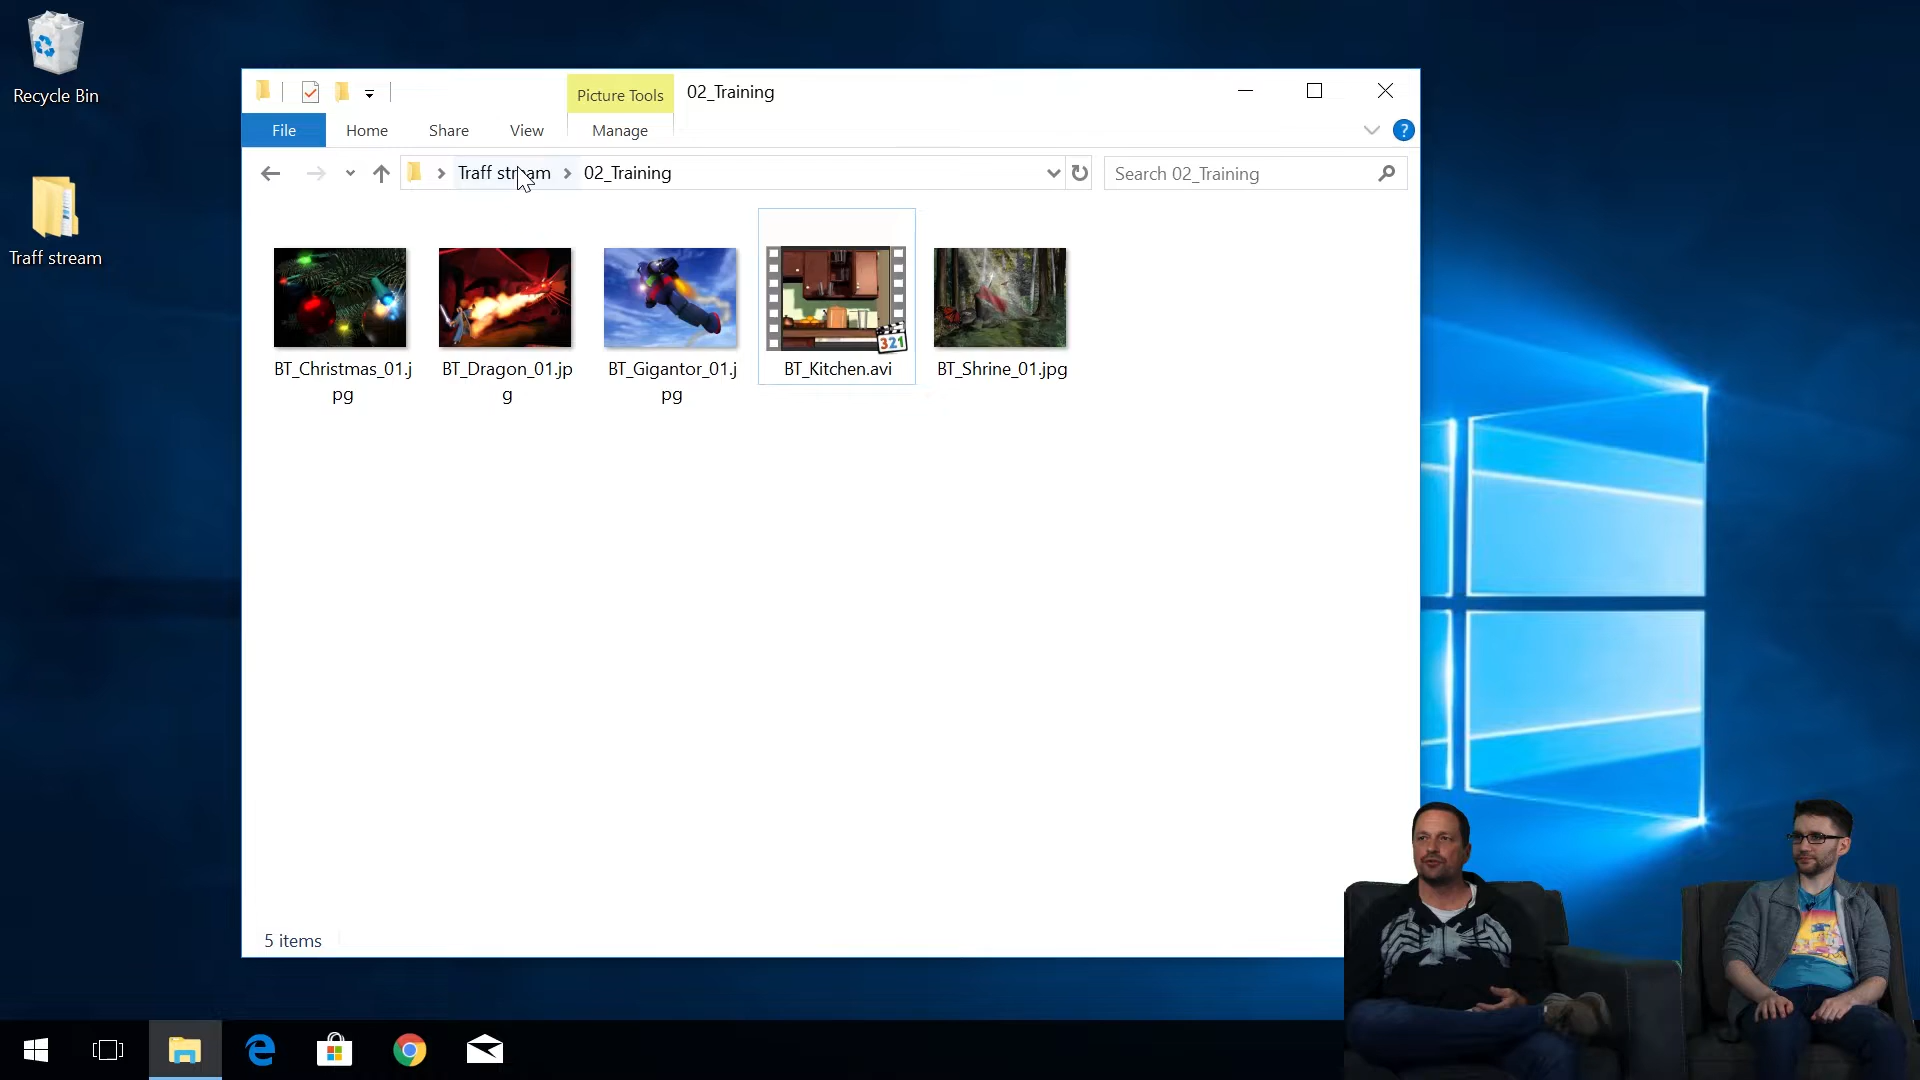 Recycle Bin
Traff stream
Picture Tools
02_Training
File
Home
Share
View
Manage
?
Traff stream
02_Training
Search 02_Training
321
BT_Christmas_01.j
pg
BT_Dragon_01.jp
g
BT_Gigantor_01.j
pg
BT_Kitchen.avi
BT_Shrine_01.jpg
5 items